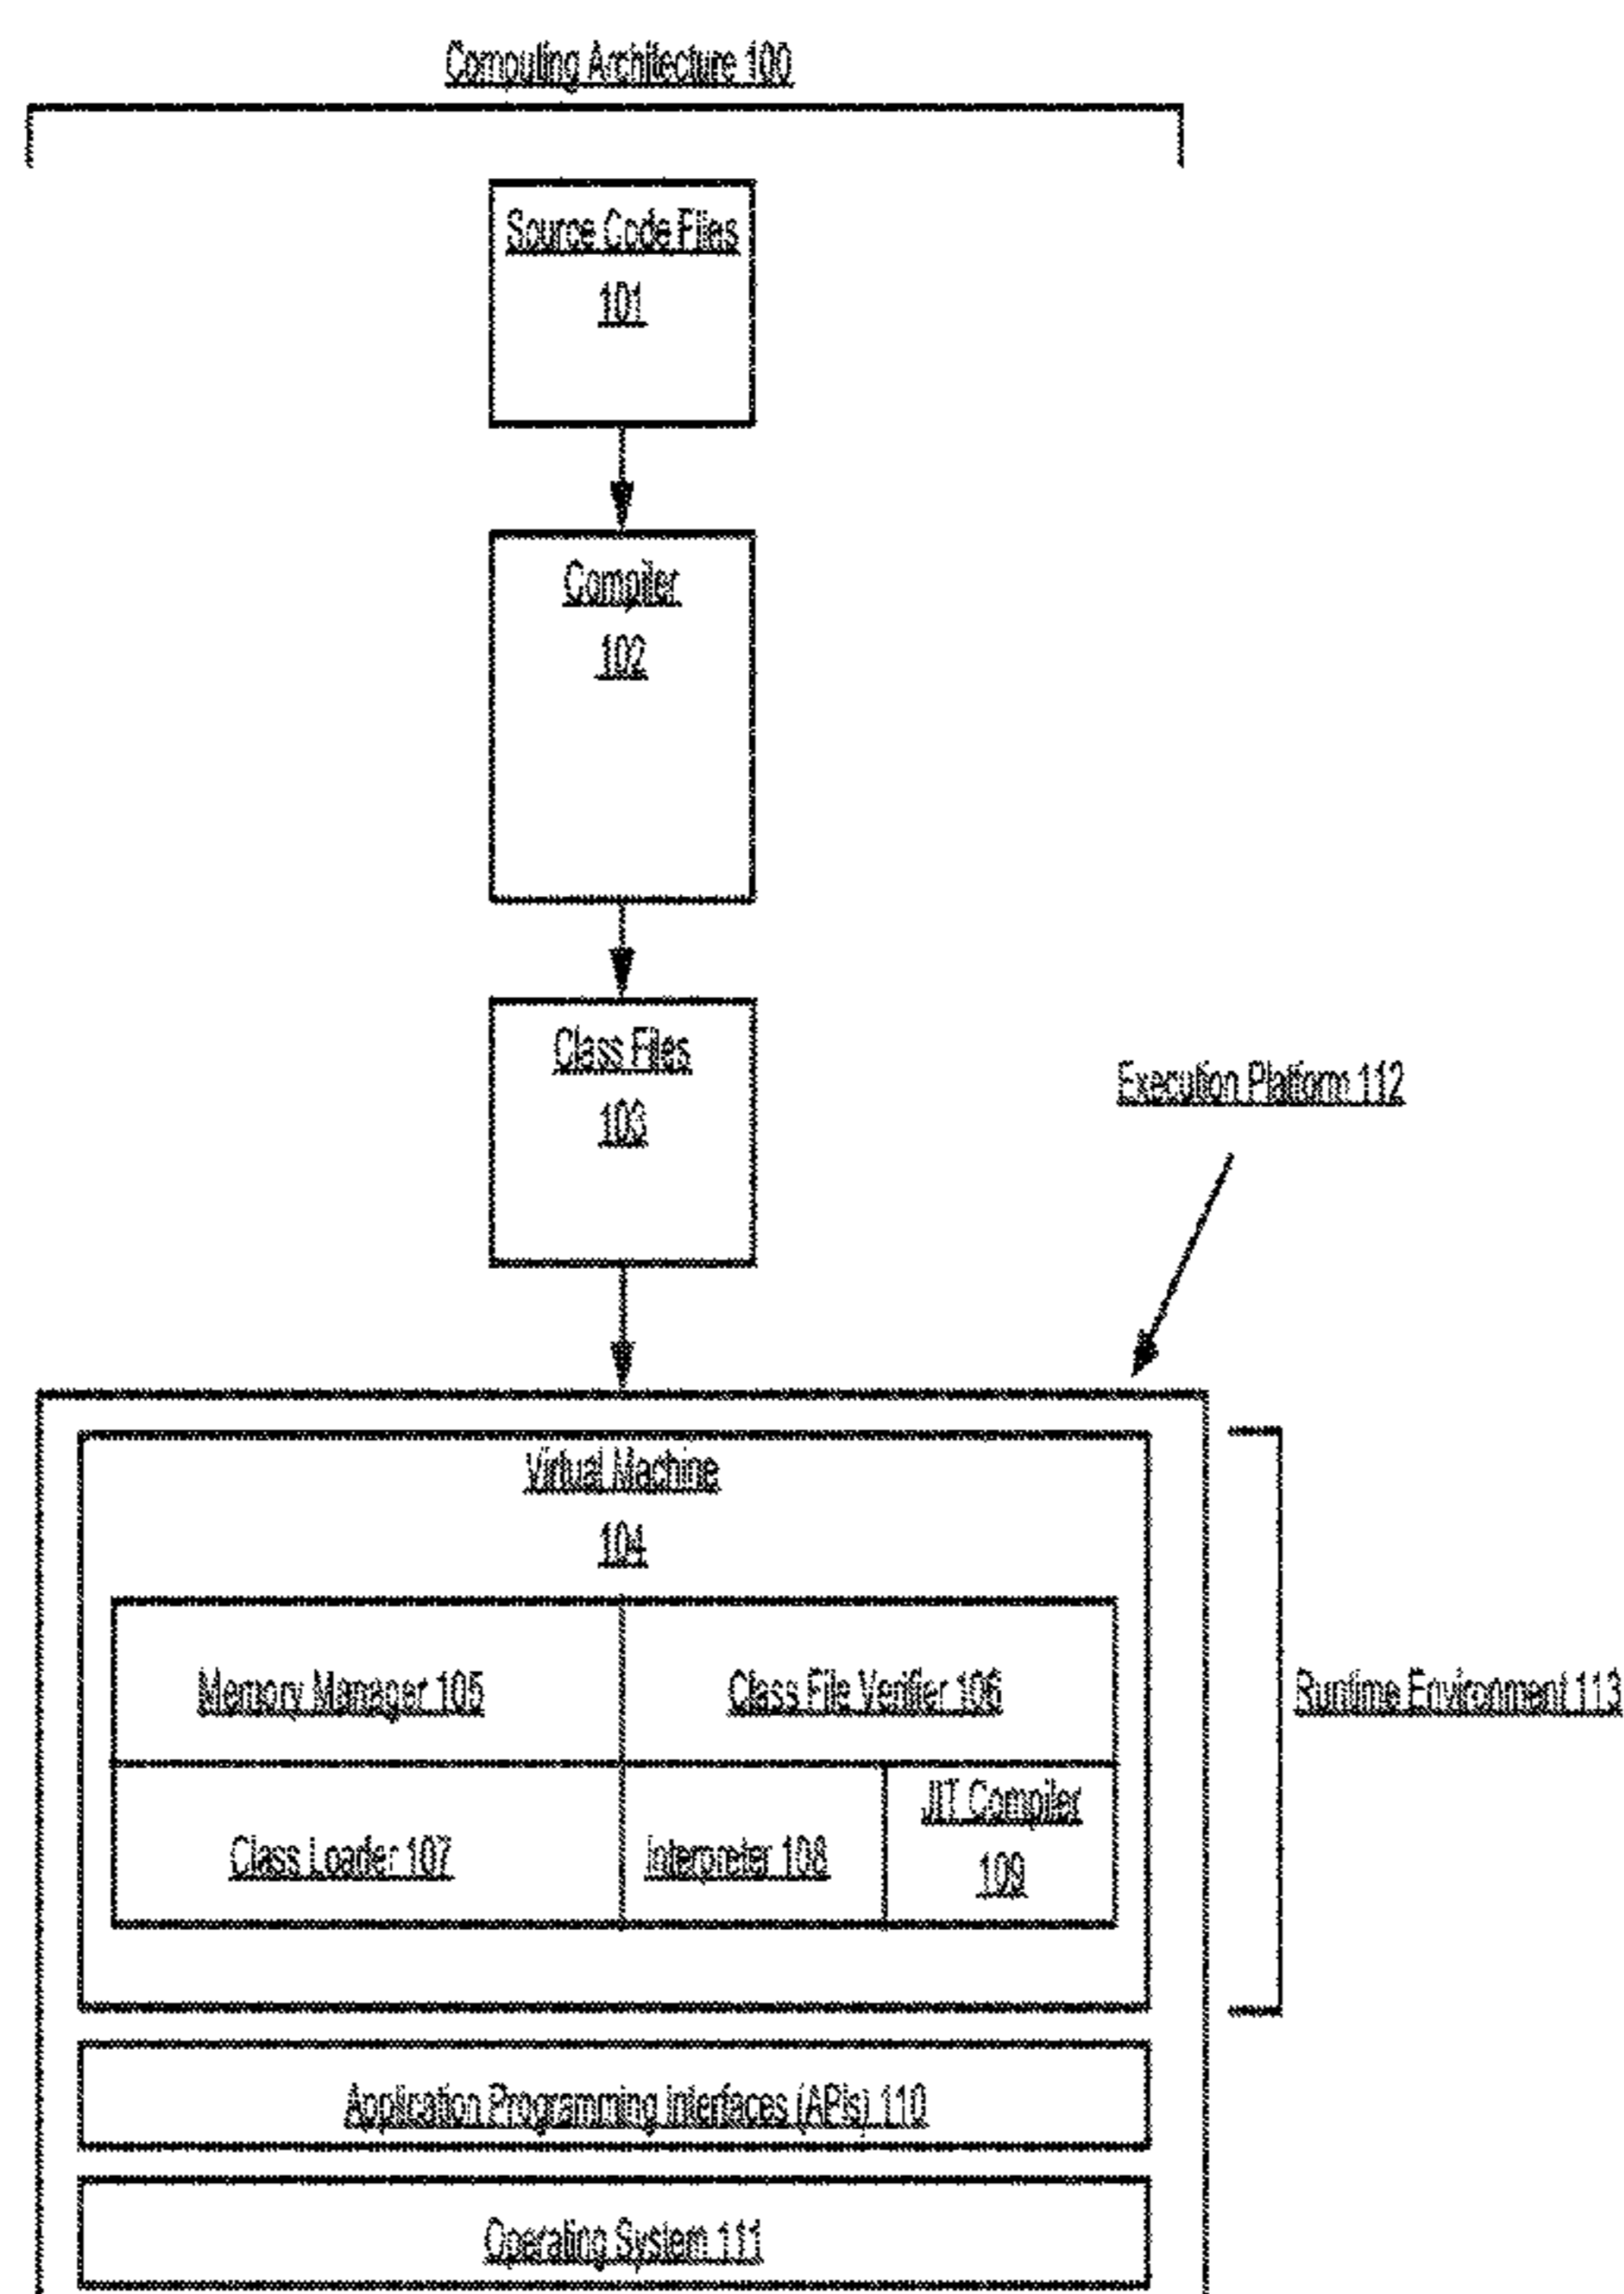 Computing Architecture 100
Source Code Files
101
Compiler
102
Class Files
103
Execution Platform 112
Virtual Machine
104
Memory Manager 105
Class File Verifier 106
Runtime Environment 113
Class Loader 107
Interpreter 108
JIT Compiler
109
Application Programming Interfaces (APIs) 110
Operating System 111